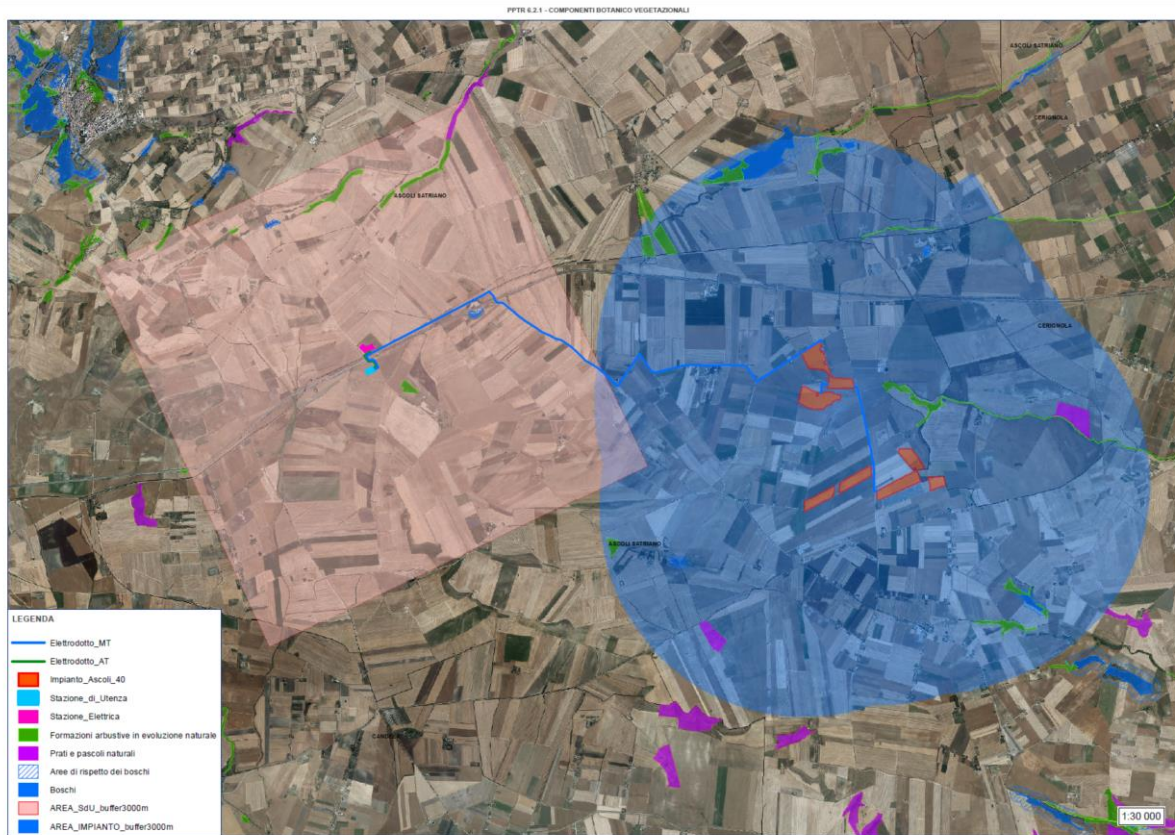 PPTR 6.2.1 - COMPONENTI BOTANICO VEGETAZIONALI
ASCOLI SATRIANO
CERIGNOLA
ASCOLI SATRIANO
CERIGNOLA
ASCOLI SATRIANO
LEGENDA
Elettrodotto_MT
Elettrodotto_AT
Impianto_Ascoli_40
Stazione_di_Utenza
Stazione_Elettrica
Formazioni arbustive in evoluzione naturale
Prati e pascoli naturali
Aree di rispetto dei boschi
Boschi
AREA_SdU_buffer3000m
AREA_IMPIANTO_buffer3000m
1:30 000